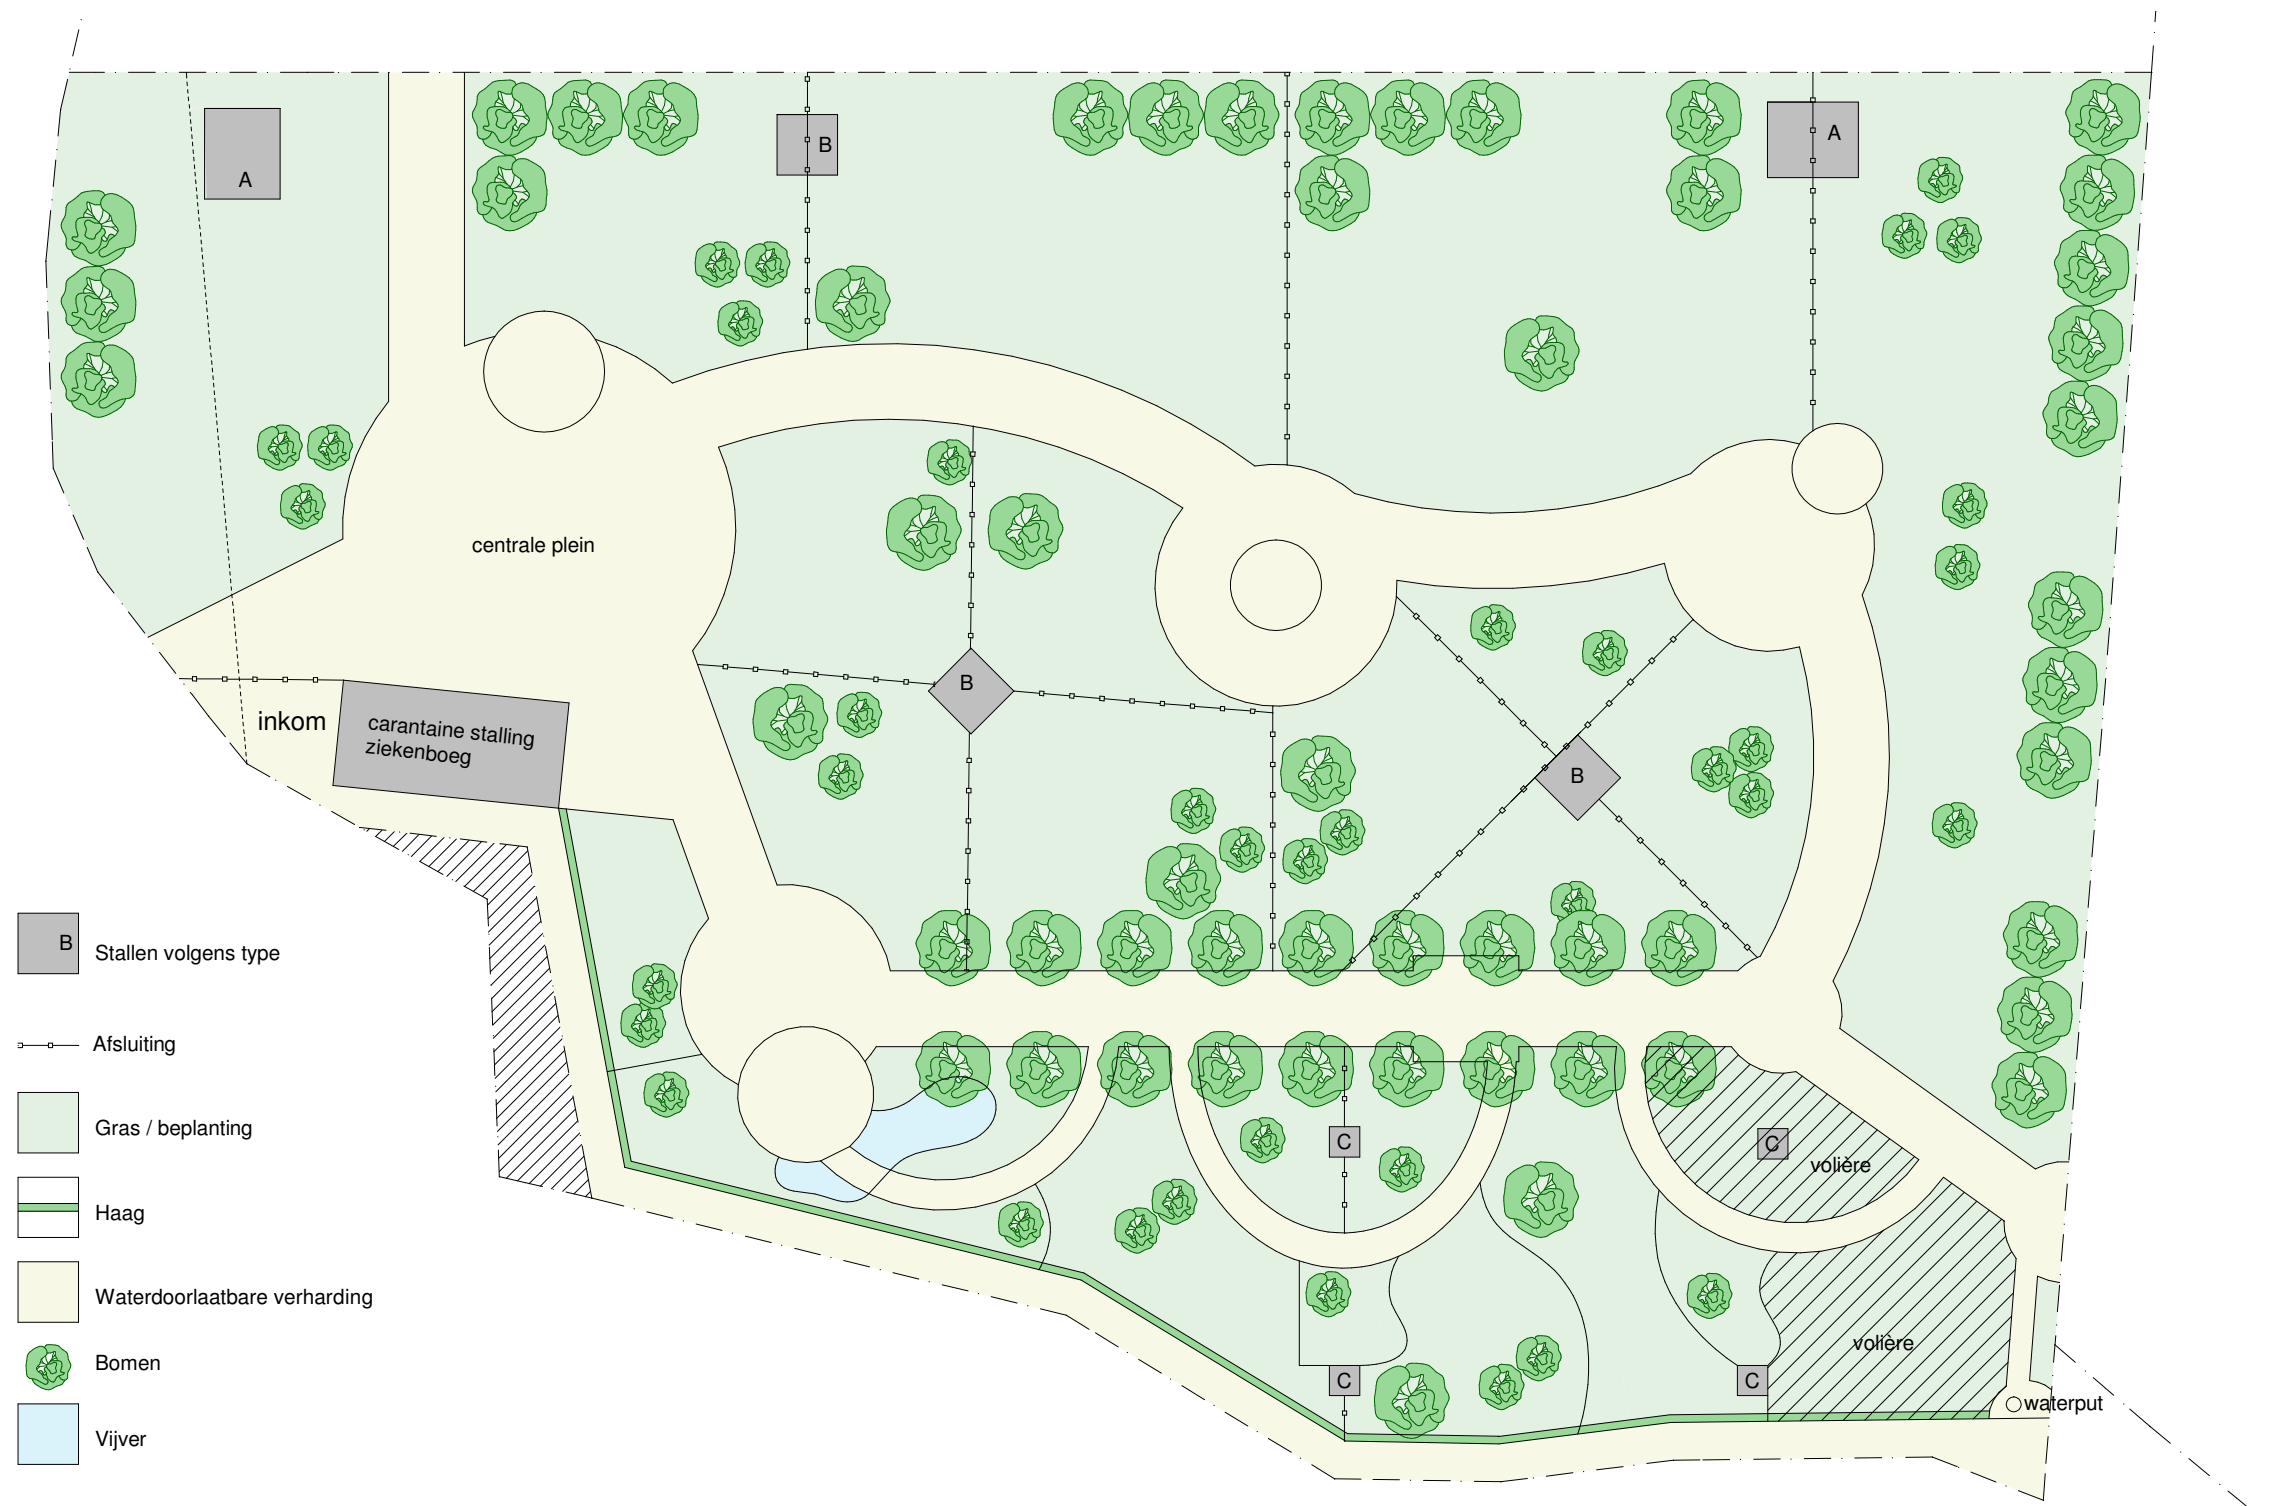 A
B
A
centrale plein
B
inkom
carantaine stalling
ziekenboeg
B
B
Stallen volgens type
Afsluiting
Gras / beplanting
Haag
Waterdoorlaatbare verharding
Bomen
Vijver
C
C
volière
volière
C
C
waterput